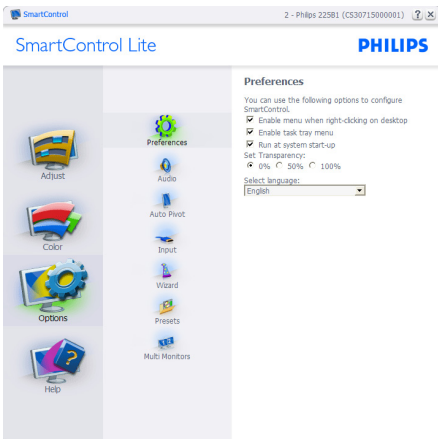 SmartControl
2 - Philips 225B1 (CS30715000001)
?
X
SmartControl Lite
PHILIPS
Adjust
Color
Options
Help
Preferences
Audio
Auto Pivot
Input
Wizard
Presets
Multi Monitors
Preferences
You can use the following options to configure
SmartControl.
Enable menu when right-clicking on desktop
Enable task tray menu
Run at system start-up
Set Transparency:
0% 50% 100%
Select language:
English